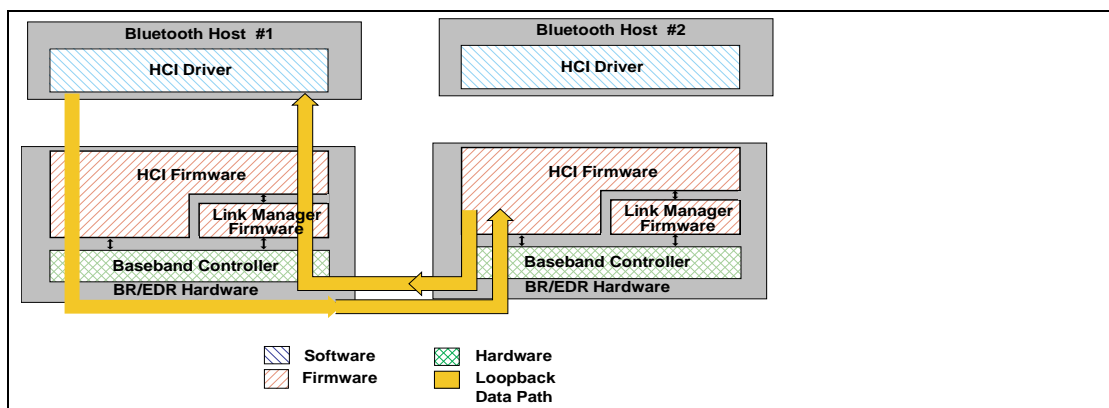 Bluetooth Host #1
HCI Driver
Bluetooth Host #2
HCI Driver
HCI Firmware
Link Manager
Firmware
Baseband Controller
BR/EDR Hardware
HCI Firmware
Link Manager
Firmware
Baseband Controller
BR/EDR Hardware
Software
Firmware
Hardware
Loopback
Data Path